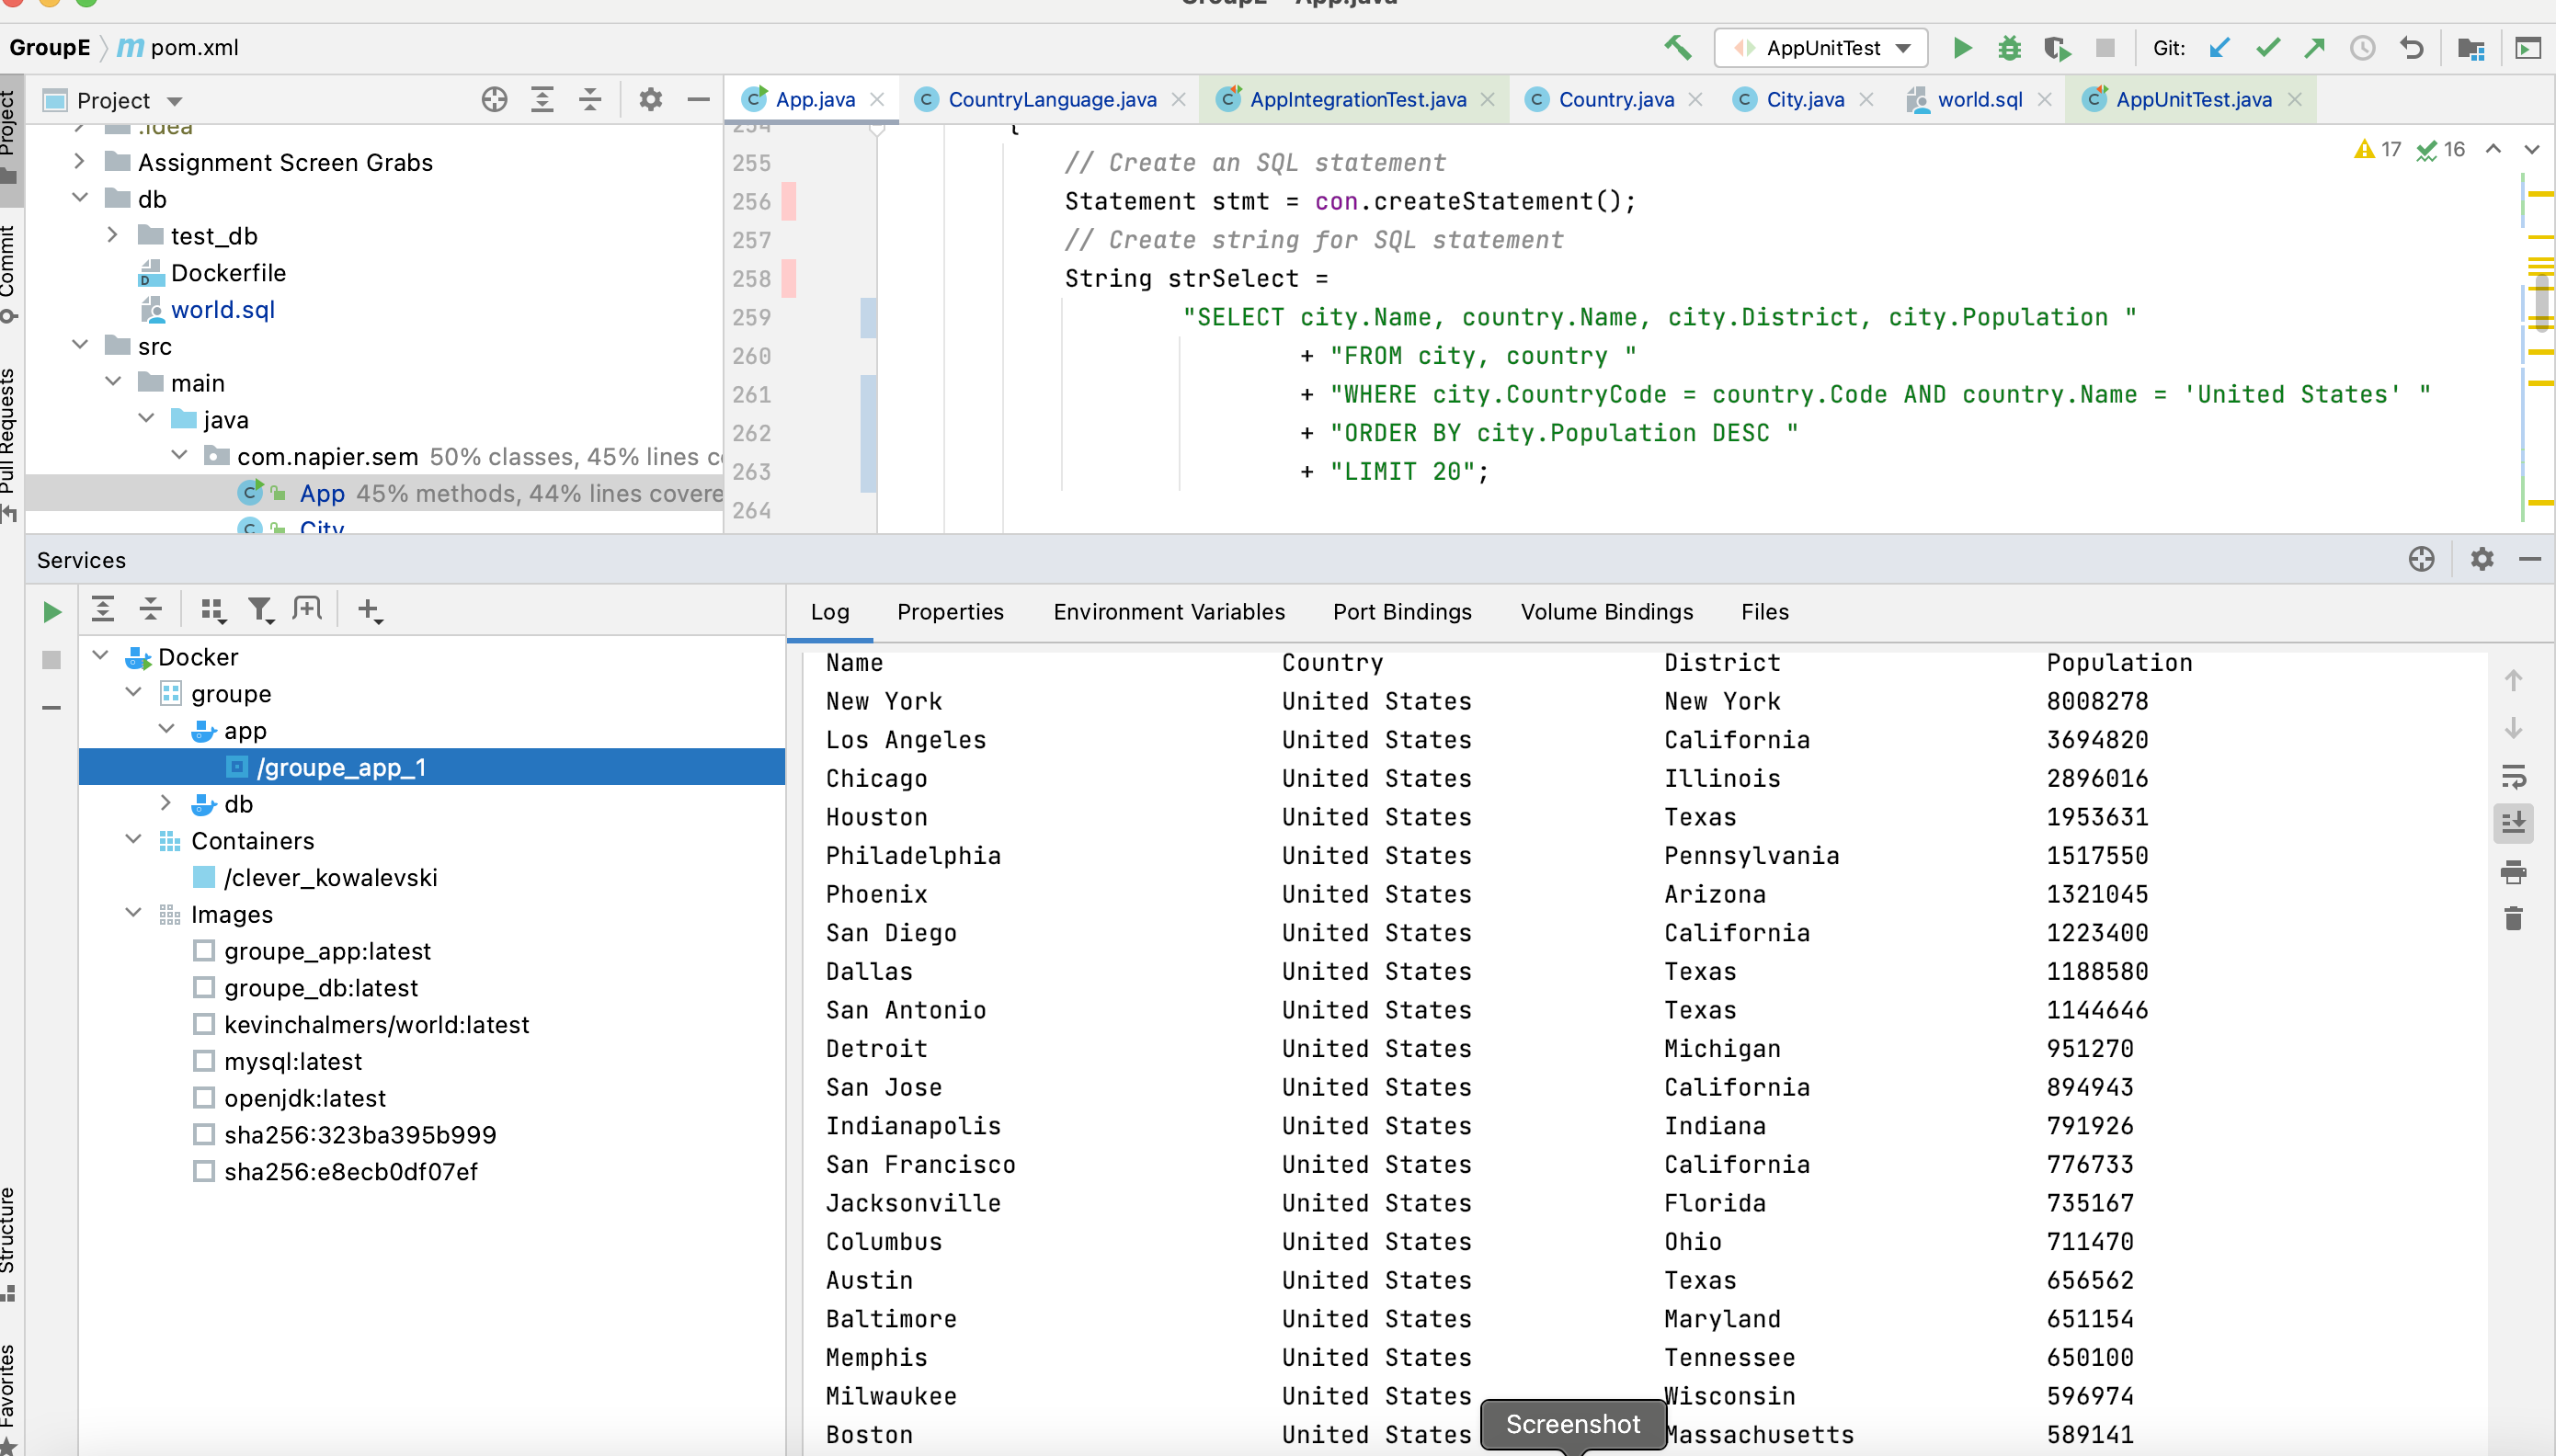 GroupE – App.java
GroupE pom.xml
AppUnitTest
Git:
Project
App.java
CountryLanguage.java
AppIntegrationTest.java
Country.java
City.java
world.sql
AppUnitTest.java
Project
Commit
Pull Requests
Structure
Favorites
.idea
Assignment Screen Grabs
db
test_db
Dockerfile
world.sql
src
main
java
com.napier.sem 50% classes, 45% lines c
App 45% methods, 44% lines covere
City
17 16
254 {
255 // Create an SQL statement
256 Statement stmt = con.createStatement();
257 // Create string for SQL statement
258 String strSelect =
259 "SELECT city.Name, country.Name, city.District, city.Population "
260 + "FROM city, country "
261 + "WHERE city.CountryCode = country.Code AND country.Name = 'United States' "
262 + "ORDER BY city.Population DESC "
263 + "LIMIT 20";
264
Services
Docker
groupe
app
/groupe_app_1
db
Containers
/clever_kowalevski
Images
groupe_app:latest
groupe_db:latest
kevinchalmers/world:latest
mysql:latest
openjdk:latest
sha256:323ba395b999
sha256:e8ecb0df07ef
Log Properties Environment Variables Port Bindings Volume Bindings Files
Name Country District Population
New York United States New York 8008278
Los Angeles United States California 3694820
Chicago United States Illinois 2896016
Houston United States Texas 1953631
Philadelphia United States Pennsylvania 1517550
Phoenix United States Arizona 1321045
San Diego United States California 1223400
Dallas United States Texas 1188580
San Antonio United States Texas 1144646
Detroit United States Michigan 951270
San Jose United States California 894943
Indianapolis United States Indiana 791926
San Francisco United States California 776733
Jacksonville United States Florida 735167
Columbus United States Ohio 711470
Austin United States Texas 656562
Baltimore United States Maryland 651154
Memphis United States Tennessee 650100
Milwaukee United States Wisconsin 596974
Boston United States Massachusetts 589141
Screenshot